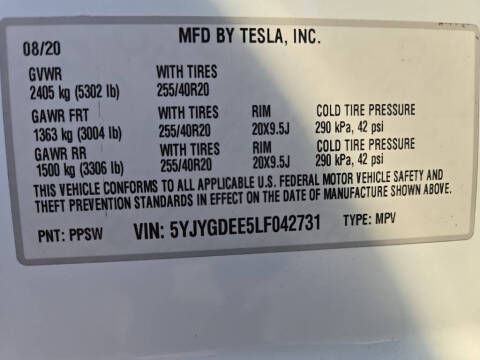 MFD BY TESLA, INC.
08/20
GVWR WITH TIRES
2405 kg (5302 lb) 255/40R20
GAWR FRT WITH TIRES RIM COLD TIRE PRESSURE
1363 kg (3004 lb) 255/40R20 20X9.5J 290 kPa, 42 psi
GAWR RR WITH TIRES RIM COLD TIRE PRESSURE
1500 kg (3306 lb) 255/40R20 20X9.5J 290 kPa, 42 psi
THIS VEHICLE CONFORMS TO ALL APPLICABLE U.S. FEDERAL MOTOR VEHICLE SAFETY AND
THEFT PREVENTION STANDARDS IN EFFECT ON THE DATE OF MANUFACTURE SHOWN ABOVE.
PNT: PPSW VIN: 5YJYGDEE5LF042731 TYPE: MPV